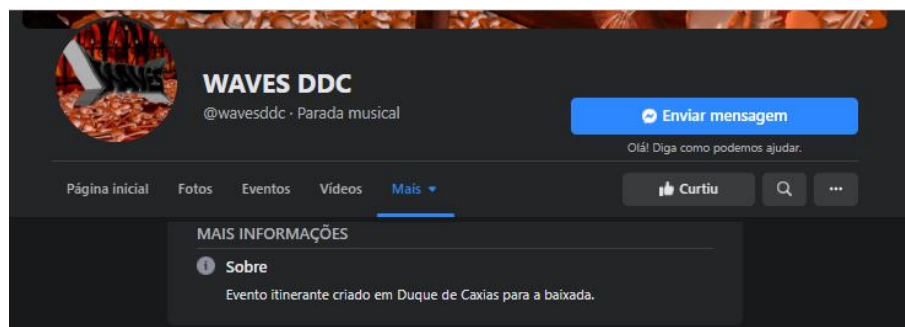 WAVES
WAVES DDC
@wavesddc · Parada musical
Enviar mensagem
Olá! Diga como podemos ajudar.
Página inicial Fotos Eventos Vídeos Mais Curtiu ...
MAIS INFORMAÇÕES
Sobre
Evento itinerante criado em Duque de Caxias para a baixada.